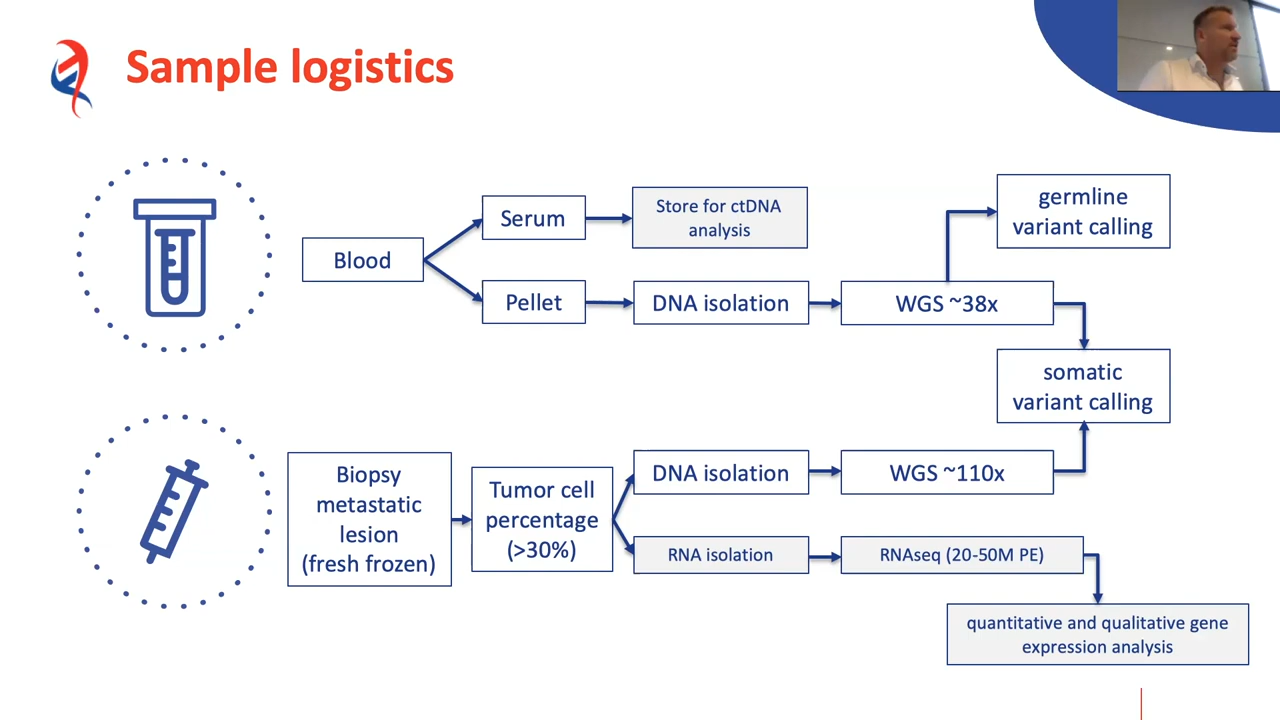 Sample logistics
Blood
Serum
Store for ctDNA
analysis
Pellet
DNA isolation
WGS ~38x
germline
variant calling
somatic
variant calling
Biopsy
metastatic
lesion
(fresh frozen)
Tumor cell
percentage
(>30%)
DNA isolation
WGS ~110x
RNA isolation
RNAseq (20-50M PE)
quantitative and qualitative gene
expression analysis